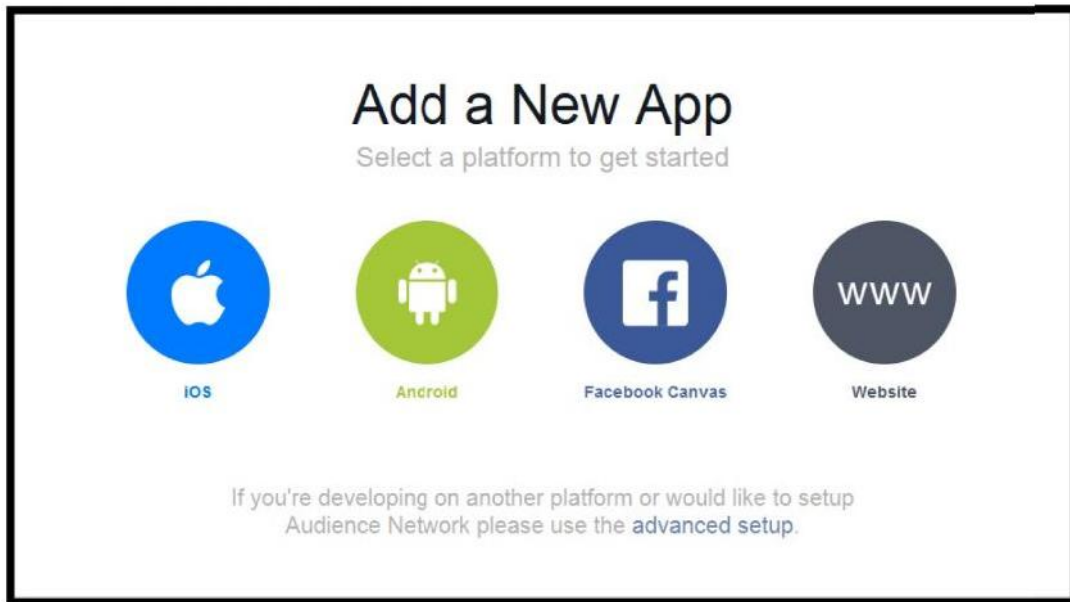 Add a New App
Select a platform to get started
www
iOS
Android
Facebook Canvas
Website
If you're developing on another platform or would like to setup
Audience Network please use the advanced setup.